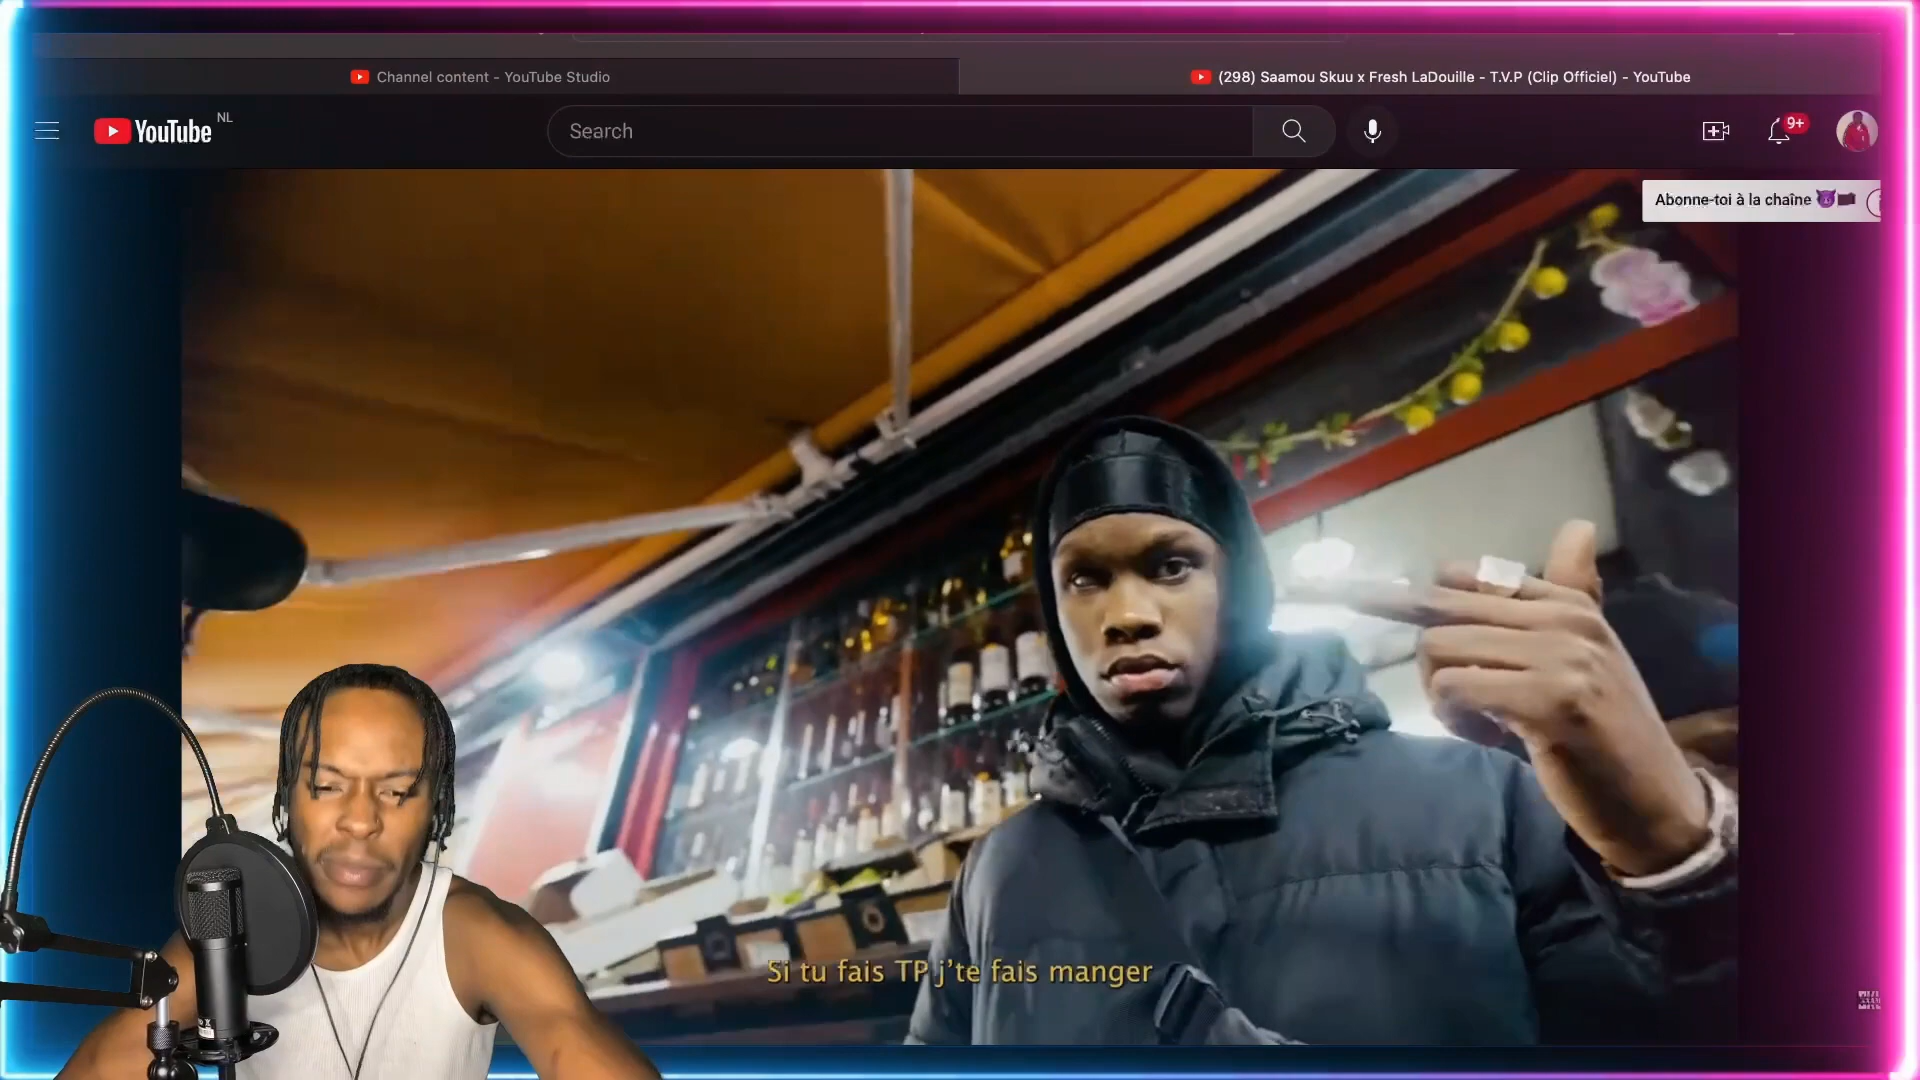 Channel content - YouTube Studio
(298) Saamou Skuu x Fresh LaDouille - T.V.P (Clip Officiel) - YouTube
YouTube NL
Search
9+
Abonne-toi à la chaîne
Si tu fais TP j'te fais manger